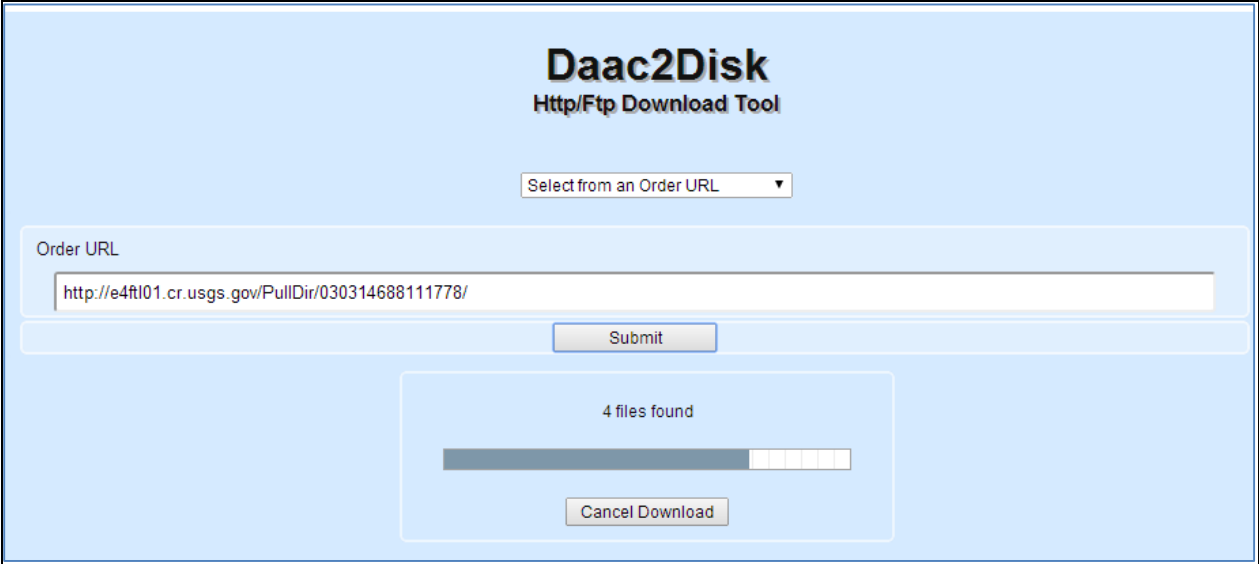 Daac2Disk
Http/Ftp Download Tool
Select from an Order URL
Order URL
http://e4ftl01.cr.usgs.gov/PullDir/030314688111778/
Submit
4 files found
Cancel Download